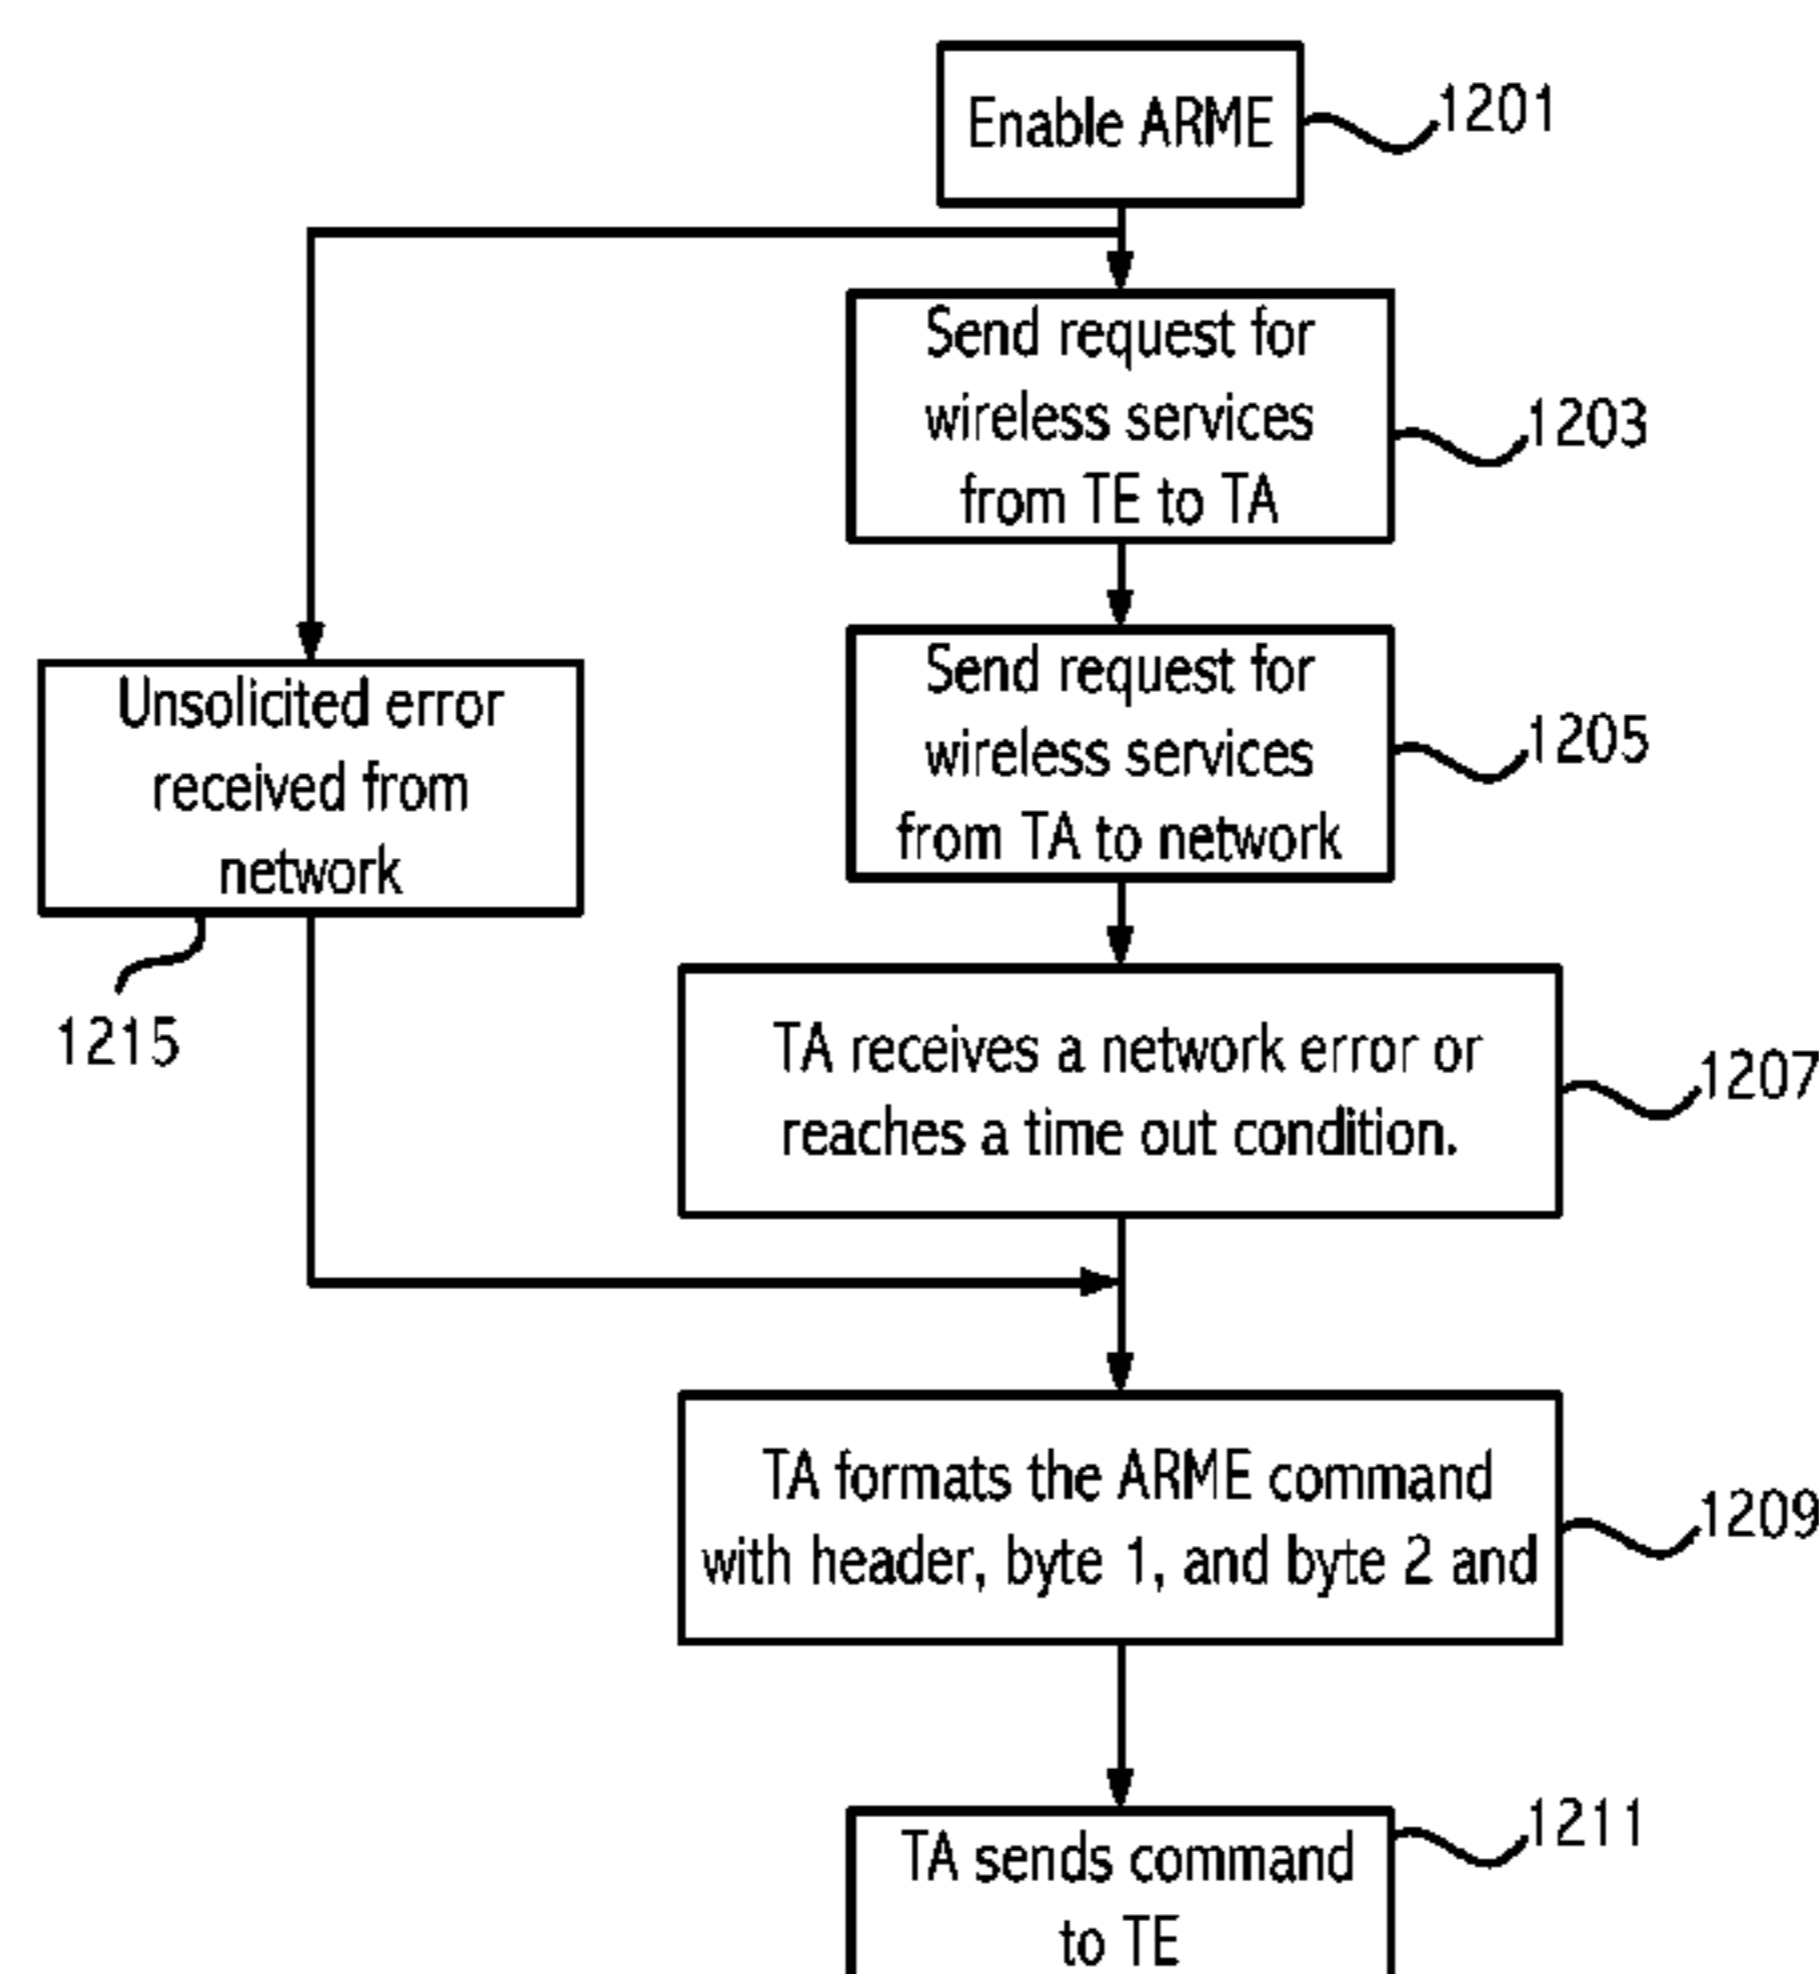 Enable ARME
1201
Send request for
wireless services
from TE to TA
1203
Send request for
wireless services
from TA to network
1205
Unsolicited error
received from
network
1215
TA receives a network error or
reaches a time out condition.
1207
TA formats the ARME command
with header, byte 1, and byte 2 and
1209
TA sends command
to TE
1211